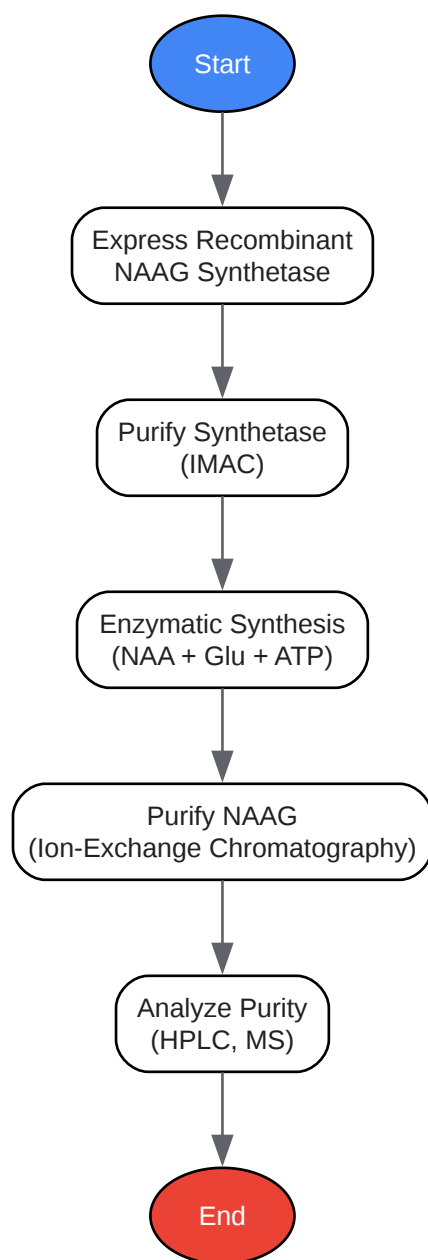 Start
Express Recombinant
NAAG Synthetase
Purify Synthetase
(IMAC)
Enzymatic Synthesis
(NAA + Glu + ATP)
Purify NAAG
(Ion-Exchange Chromatography)
Analyze Purity
(HPLC, MS)
End